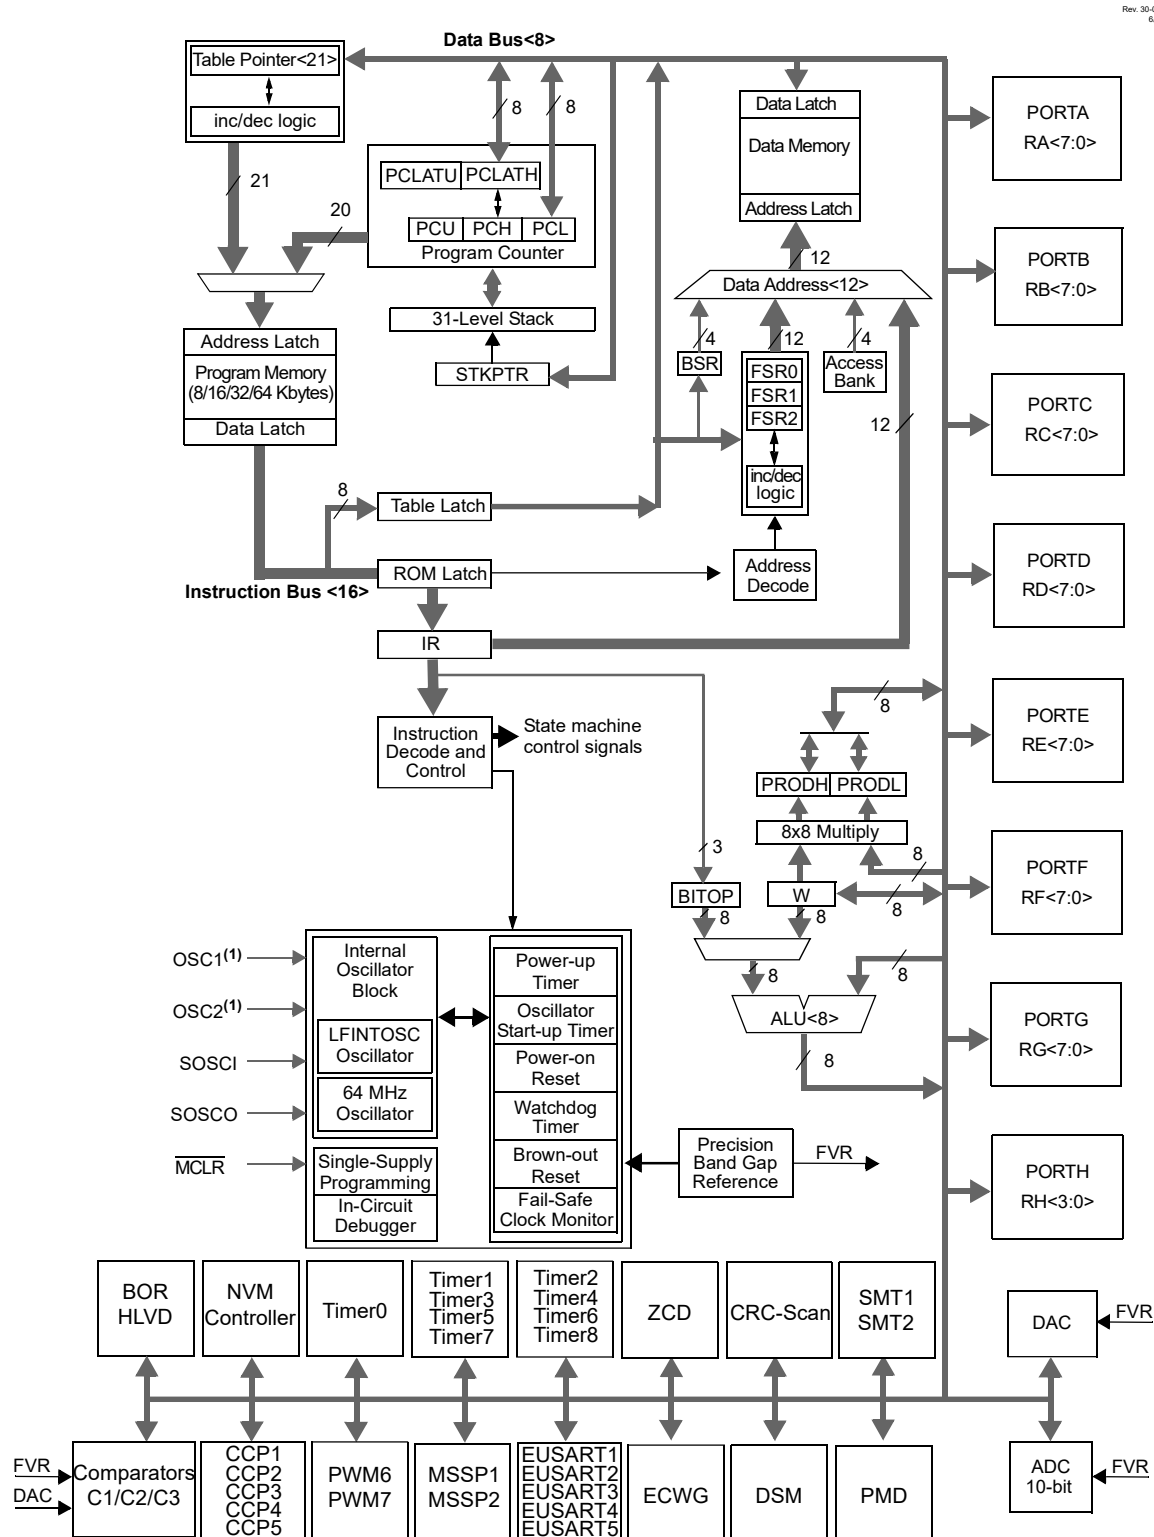 Rev. 30-0
6
Data Bus<8>
Table Pointer<21>
inc/dec logic
21
20
8
8
PCLATU
PCLATH
PCU
PCH
PCL
Program Counter
31-Level Stack
STKPTR
Data Latch
Data Memory
Address Latch
12
Data Address<12>
4
12
4
BSR
FSR0
FSR1
FSR2
inc/dec
logic
Access
Bank
12
Address Latch
Program Memory
(8/16/32/64 Kbytes)
Data Latch
8
Table Latch
ROM Latch
Instruction Bus <16>
Address
Decode
IR
Instruction
Decode and
Control
State machine
control signals
8
PRODH
PRODL
8x8 Multiply
3
8
BITOP
W
8
8
8
8
8
ALU<8>
8
PORTA
RA<7:0>
PORTB
RB<7:0>
PORTC
RC<7:0>
PORTD
RD<7:0>
PORTE
RE<7:0>
PORTF
RF<7:0>
PORTG
RG<7:0>
PORTH
RH<3:0>
OSC1(1)
OSC2(1)
SOSCI
SOSCO
MCLR
Internal
Oscillator
Block
LFINTOSC
Oscillator
64 MHz
Oscillator
Single-Supply
Programming
In-Circuit
Debugger
Power-up
Timer
Oscillator
Start-up Timer
Power-on
Reset
Watchdog
Timer
Brown-out
Reset
Fail-Safe
Clock Monitor
Precision
Band Gap
Reference
FVR
BOR
HLVD
NVM
Controller
Timer0
Timer1
Timer3
Timer5
Timer7
Timer2
Timer4
Timer6
Timer8
ZCD
CRC-Scan
SMT1
SMT2
DAC
FVR
FVR
DAC
Comparators
C1/C2/C3
CCP1
CCP2
CCP3
CCP4
CCP5
PWM6
PWM7
MSSP1
MSSP2
EUSART1
EUSART2
EUSART3
EUSART4
EUSART5
ECWG
DSM
PMD
ADC
10-bit
FVR